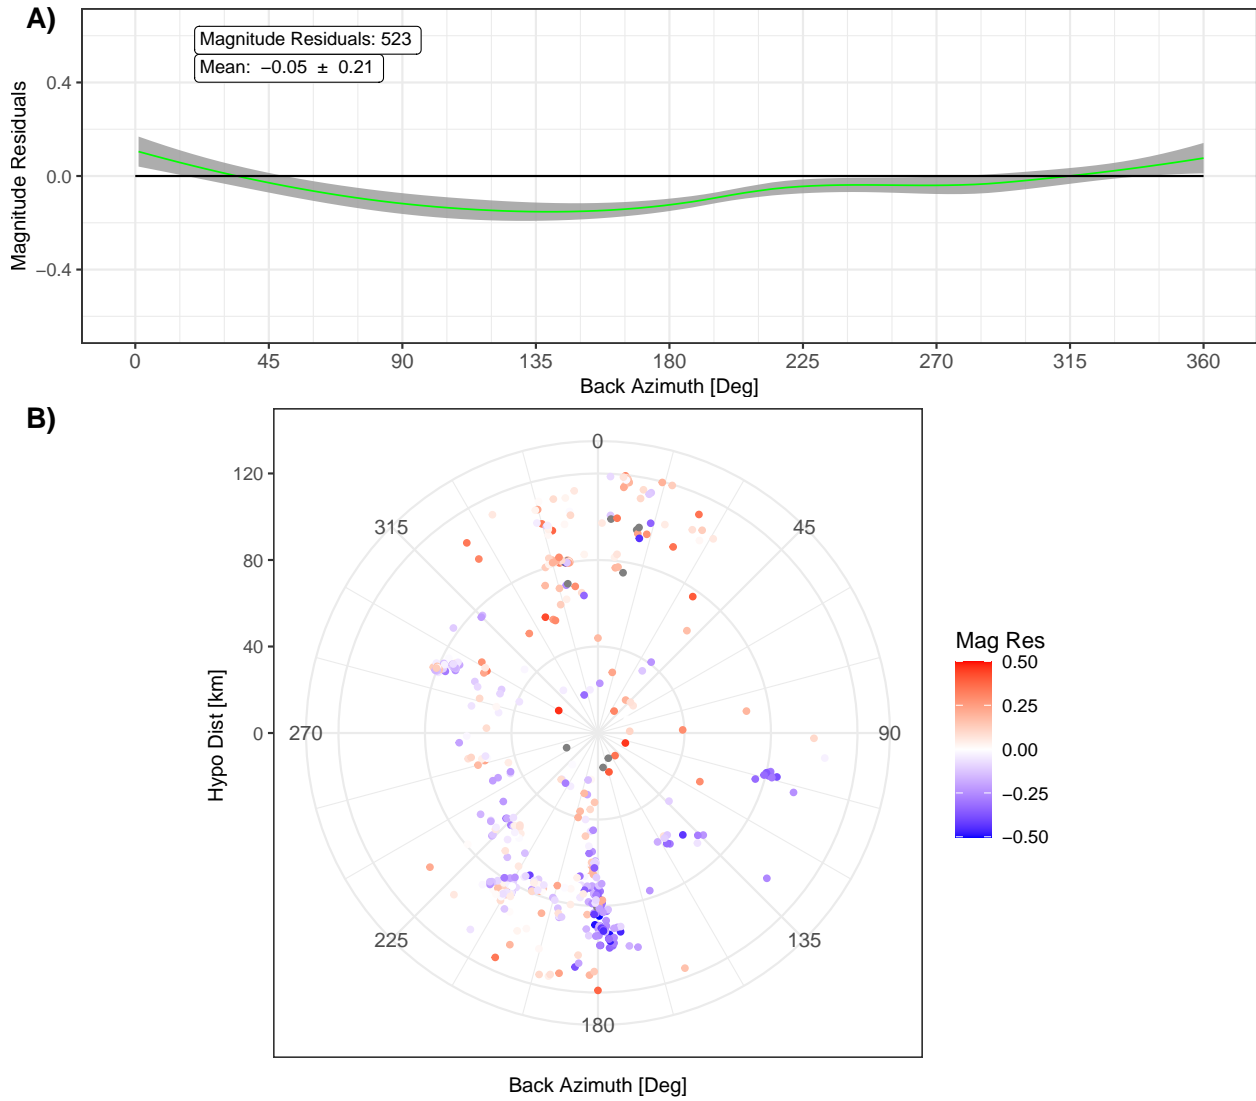 A)
Magnitude Residuals: 523
Mean: −0.05 ± 0.21
0.4
0.0
−0.4
Magnitude Residuals
0 45 90 135 180 225 270 315 360
Back Azimuth [Deg]
B)
0
45
90
135
180
225
270
315
120
80
40
0
Hypo Dist [km]
Back Azimuth [Deg]
Mag Res
0.50
0.25
0.00
−0.25
−0.50